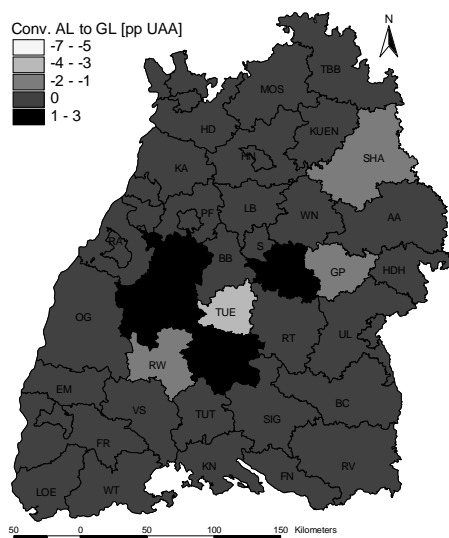 Conv. AL to GL [pp UAA]
-7 - -5
-4 - -3
-2 - -1
0
1 - 3
N
TBB
MOS
HD
KUEN
HN
SHA
KA
PF
LB
WN
AA
RA
BB
S
GP
HDH
OG
TUE
RT
UL
RW
EM
VS
TUT
SIG
BC
FR
LOE
WT
KN
FN
RV
50 0 50 100 150 Kilometers